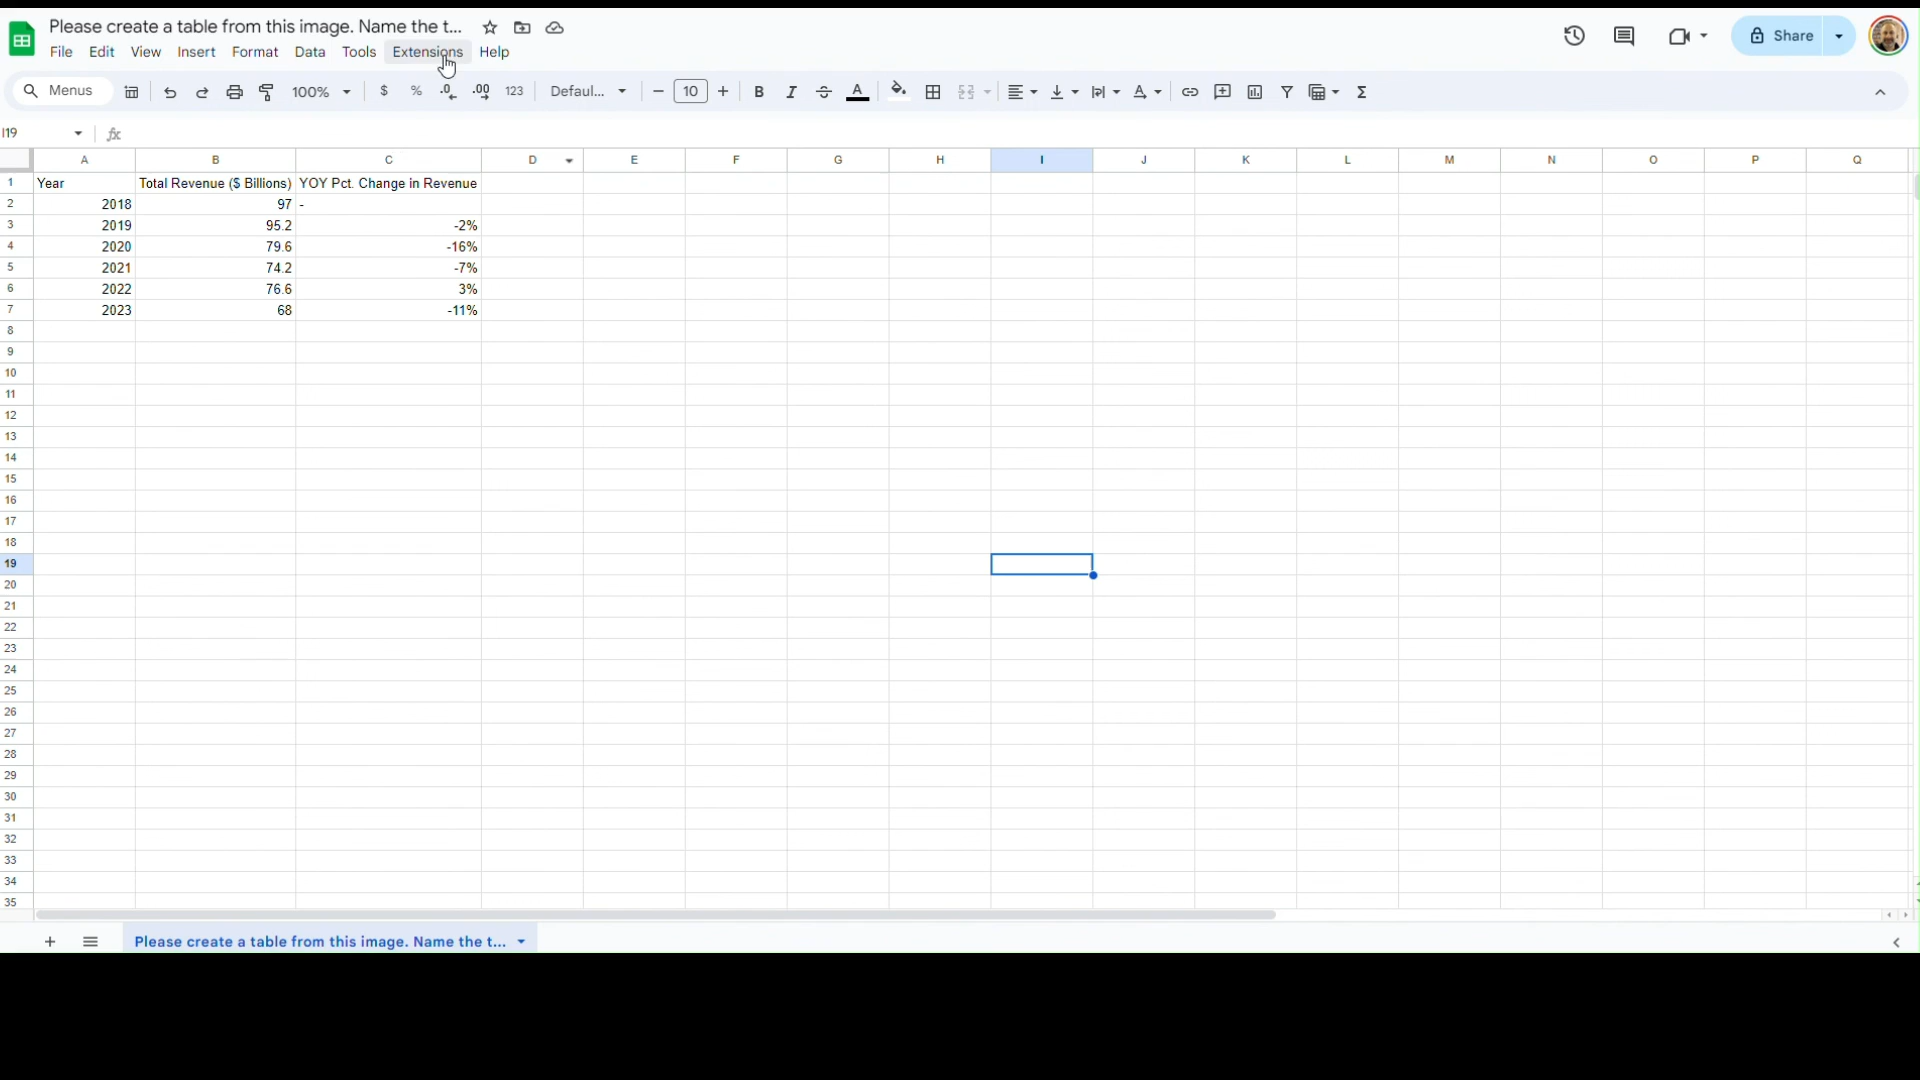 Please create a table from this image. Name the t...
File Edit View Insert Format Data Tools Extensions Help
Share
Menus 100% $ % .0 .00 123 Defaul... − 10 + B I A A Σ
I19 fx
A B C D E F G H I J K L M N O P Q
1 Year Total Revenue ($ Billions) YOY Pct. Change in Revenue
2 2018 97 -
3 2019 95.2 -2%
4 2020 79.6 -16%
5 2021 74.2 -7%
6 2022 76.6 3%
7 2023 68 -11%
8
9
10
11
12
13
14
15
16
17
18
19
20
21
22
23
24
25
26
27
28
29
30
31
32
33
34
35
Please create a table from this image. Name the t...